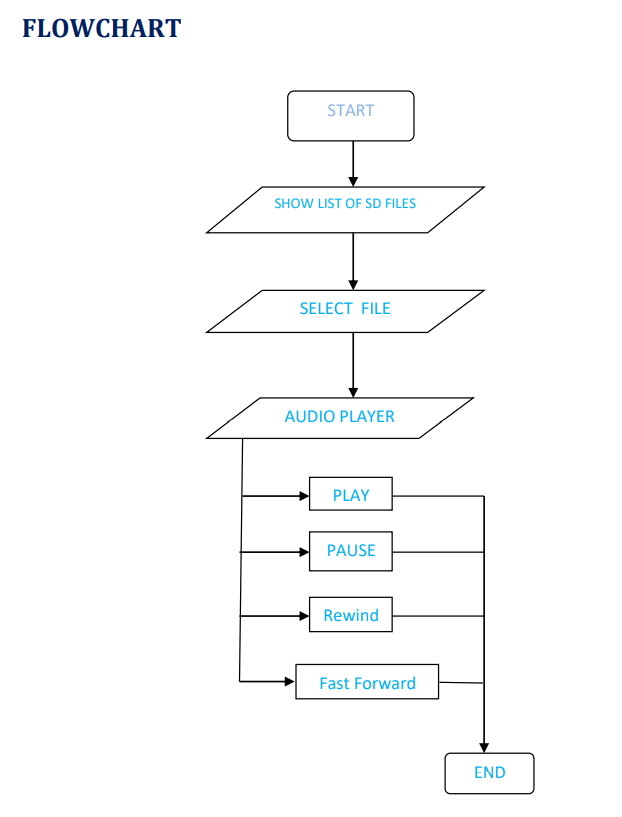 FLOWCHART
START
SHOW LIST OF SD FILES
SELECT FILE
AUDIO PLAYER
PLAY
PAUSE
Rewind
Fast Forward
END